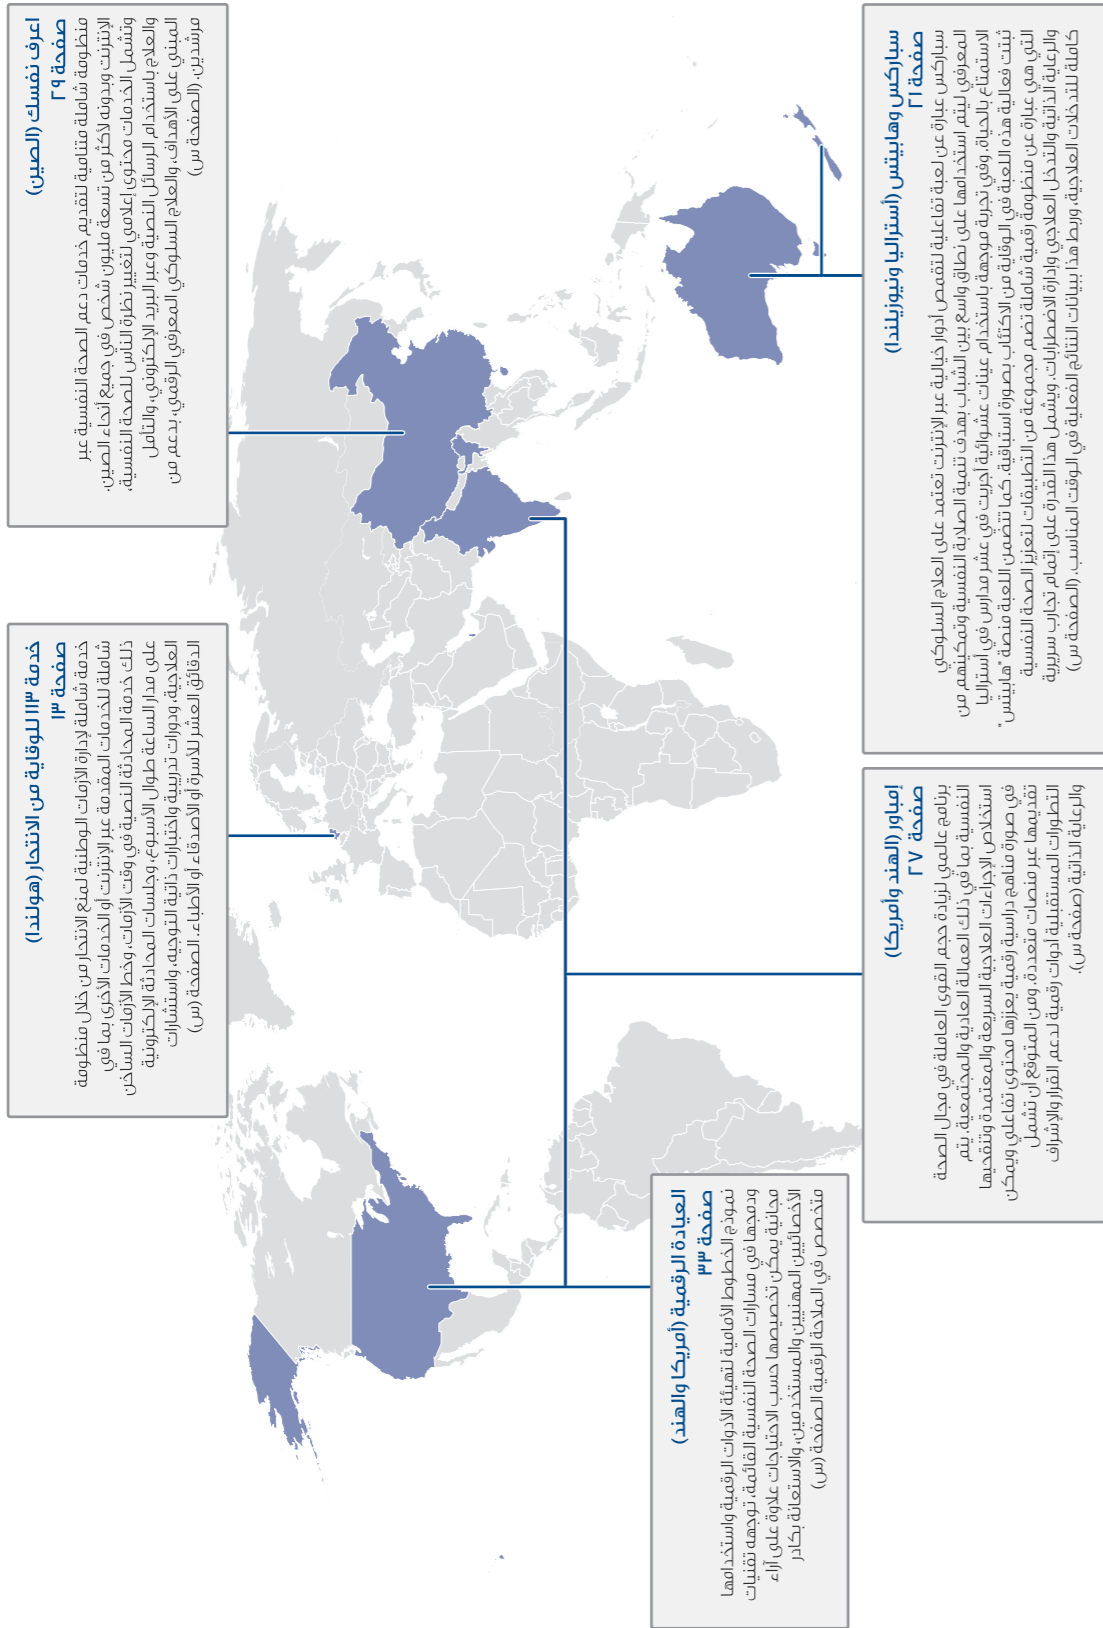 اعرف نفسك (الصين)
صفحة ٢٩
منظومة شاملة متنامية لتقديم خدمات دعم الصحة النفسية عبر
الإنترنت وبدونه لأكثر من تسعة مليون شخص في جميع أنحاء الصين.
وتشمل الخدمات محتوى إعلامي لتغيير نظرة الناس للصحة النفسية،
والعلاج باستخدام الرسائل النصية وعبر البريد الإلكتروني، والتأمل
المبني على الأهداف، والعلاج السلوكي المعرفي الرقمي، بدعم من
مرشدين. (الصفحة س)
خدمة ١١٣ للوقاية من الانتحار (هولندا)
صفحة ١٣
خدمة شاملة لإدارة الأزمات الوطنية لمنع الانتحار من خلال منظومة
شاملة للخدمات المقدمة عبر الإنترنت أو الخدمات الأخرى بما في
ذلك خدمة المحادثة النصية في وقت الأزمات، وخط الأزمات الساخن
على مدار الساعة طوال الأسبوع، وجلسات المحادثة الإلكترونية
العلاجية، ودورات تدريبية واختبارات ذاتية التوجيه، واستشارات
الدقائق العشر للأسرة أو الأصدقاء أو الأطباء. الصفحة (س)
العيادة الرقمية (أمريكا والهند)
صفحة ٣٣
نموذج الخطوط الأمامية لتهيئة الأدوات الرقمية واستخدامها
ودمجها في مسارات الصحة النفسية القائمة، توجهه تقنيات
مجانية يمكن تخصيصها حسب الاحتياجات علاوة على آراء
الأخصائيين المهنيين والمستخدمين، والاستعانة بكادر
متخصص في الملاحة الرقمية الصفحة (س)
سباركس وهابيتس (أستراليا ونيوزيلندا)
صفحة ٢١
سباركس عبارة عن لعبة تفاعلية لتقمص أدوار خيالية عبر الإنترنت تعتمد على العلاج السلوكي
المعرفي ليتم استخدامها على نطاق واسع بين الشباب بهدف تنمية الصلابة النفسية وتمكينهم من
الاستمتاع بالحياة. وفي تجربة موجهة باستخدام عينات عشوائية أجريت في عشر مدارس في أستراليا
ثبتت فعالية هذه اللعبة في الوقاية من الاكتئاب بصورة استباقية. كما تتضمن اللعبة منصة "هابيتس"
التي هي عبارة عن منظومة رقمية شاملة تضم مجموعة من التطبيقات لتعزيز الصحة النفسية
والرعاية الذاتية والتدخل العلاجي وإدارة الاضطرابات. ويشمل هذا القدرة على إتمام تجارب سريرية
كاملة للتدخلات العلاجية، وربط هذا ببيانات النتائج الفعلية في الوقت المناسب. (الصفحة س)
إمباور (الهند وأمريكا)
صفحة ٢٧
برنامج عالمي لزيادة حجم القوى العاملة في مجال الصحة
النفسية بما في ذلك العمالة العادية والمجتمعية. يتم
استخلاص الإجراءات العلاجية السريعة والمعتمدة وتنقديها
في صورة مناهج دراسية رقمية يعززها محتوى تفاعلي ويمكن
تقديمها عبر منصات متعددة. ومن المتوقع أن تشمل
التطورات المستقبلية أدوات رقمية لدعم القرار والإشراف
والرعاية الذاتية (صفحة س).